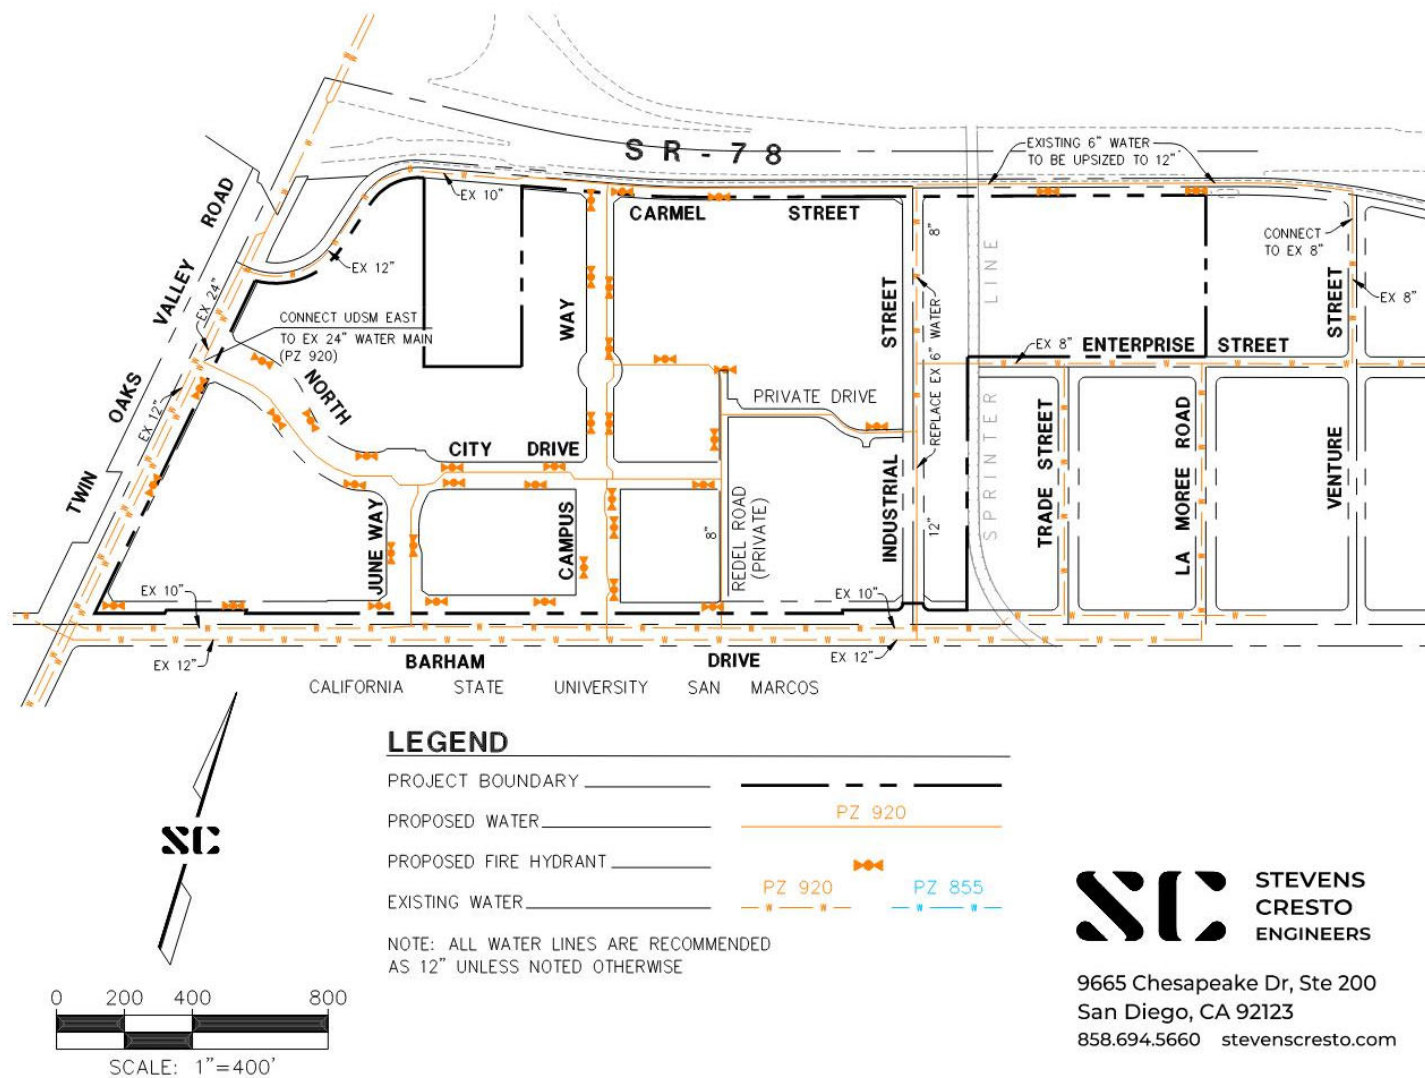 SR-78
EXISTING 6" WATER
TO BE UPSIZED TO 12"
EX 10"
CARMEL STREET
EX 12"
8"
CONNECT
TO EX 8"
TWIN OAKS VALLEY ROAD
EX 24"
CONNECT UDSM EAST
TO EX 24" WATER MAIN
(PZ 920)
EX 12"
NORTH CITY DRIVE
CAMPUS WAY
INDUSTRIAL STREET
REPLACE EX 6" WATER
SPRINTER LINE
EX 8"
EX 8"
ENTERPRISE STREET
PRIVATE DRIVE
TRADE STREET
LA MOREE ROAD
VENTURE STREET
JUNE WAY
8"
REDEL ROAD
(PRIVATE)
12"
EX 10"
EX 10"
EX 12"
EX 12"
BARHAM DRIVE
CALIFORNIA STATE UNIVERSITY SAN MARCOS
LEGEND
PROJECT BOUNDARY
PROPOSED WATER PZ 920
PROPOSED FIRE HYDRANT
EXISTING WATER PZ 920 PZ 855
W W W W
NOTE: ALL WATER LINES ARE RECOMMENDED
AS 12" UNLESS NOTED OTHERWISE
SC
0 200 400 800
SCALE: 1"=400'
SC
STEVENS
CRESTO
ENGINEERS
9665 Chesapeake Dr, Ste 200
San Diego, CA 92123
858.694.5660 stevenscresto.com